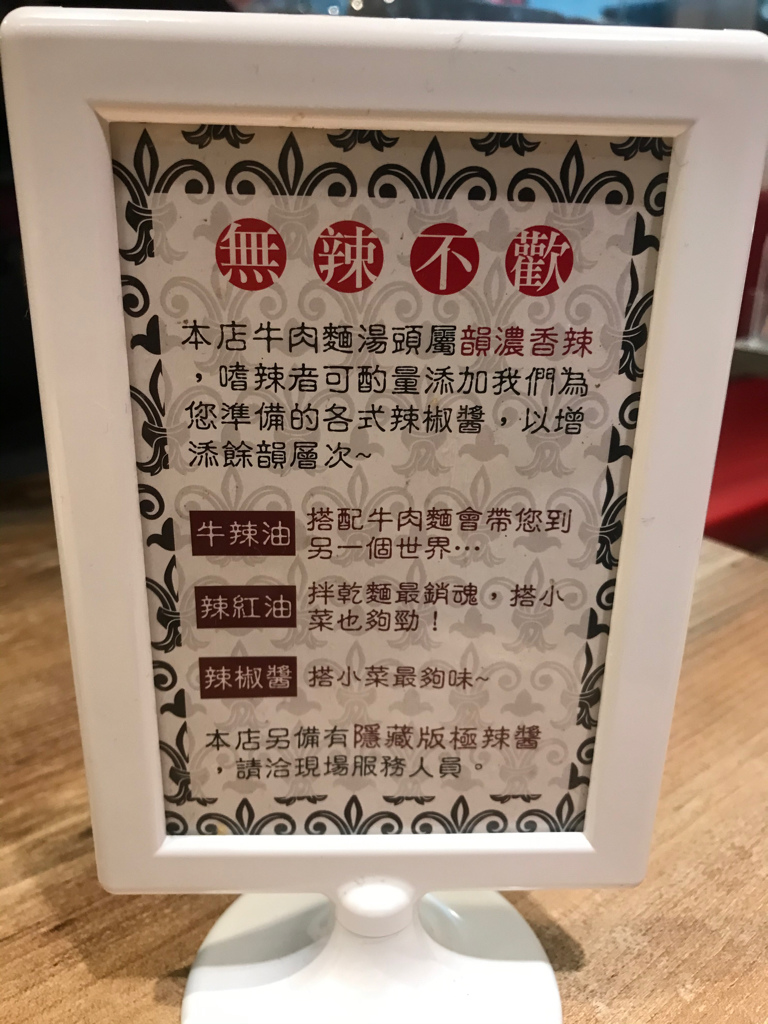 無辣不歡
本店牛肉麵湯頭屬韻濃香辣
，嗜辣者可酌量添加我們為
您準備的各式辣椒醬，以增
添餘韻層次~
牛辣油
搭配牛肉麵會帶您到
另一個世界…
辣紅油
拌乾麵最銷魂，搭小
菜也夠勁！
辣椒醬
搭小菜最夠味~
本店另備有隱藏版極辣醬
，請洽現場服務人員。